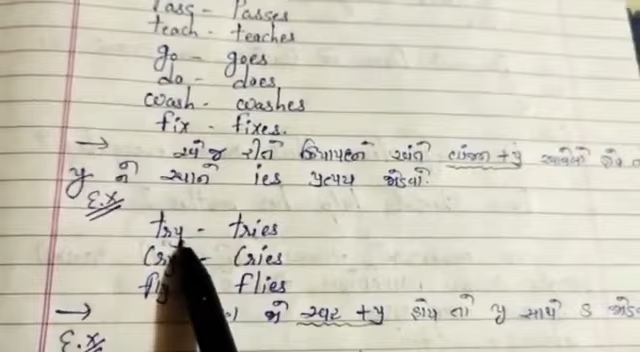 Pass - Passes
teach - teaches
go - goes
do - does
wash - washes
fix - fixes.
→ એ જ રીતે ક્રિયાપદને અંતે વ્યંજન + y આવેલો હોય
y ને સ્થાને ies પ્રત્યય જોડવો.
E.x
try - tries
Cry - Cries
fly flies
→ જો સ્વર + y હોય તો y સાથે s
E.x